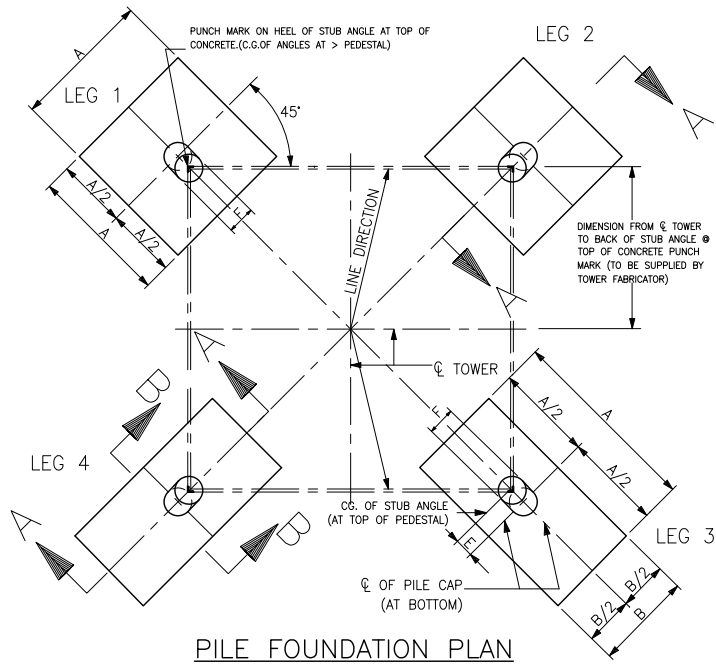 PUNCH MARK ON HEEL OF STUB ANGLE AT TOP OF
CONCRETE.(C.G.OF ANGLES AT > PEDESTAL)
LEG 2
A
LEG 1
45°
A
A/2
A
A/2
F
LINE DIRECTION
DIMENSION FROM ℄ TOWER
TO BACK OF STUB ANGLE @
TOP OF CONCRETE PUNCH
MARK (TO BE SUPPLIED BY
TOWER FABRICATOR)
A
A
℄ TOWER
B
F
A/2
A
A/2
LEG 4
CG. OF STUB ANGLE
(AT TOP OF PEDESTAL)
LEG 3
A
B
E
℄ OF PILE CAP
(AT BOTTOM)
B/2
B/2
B
PILE FOUNDATION PLAN